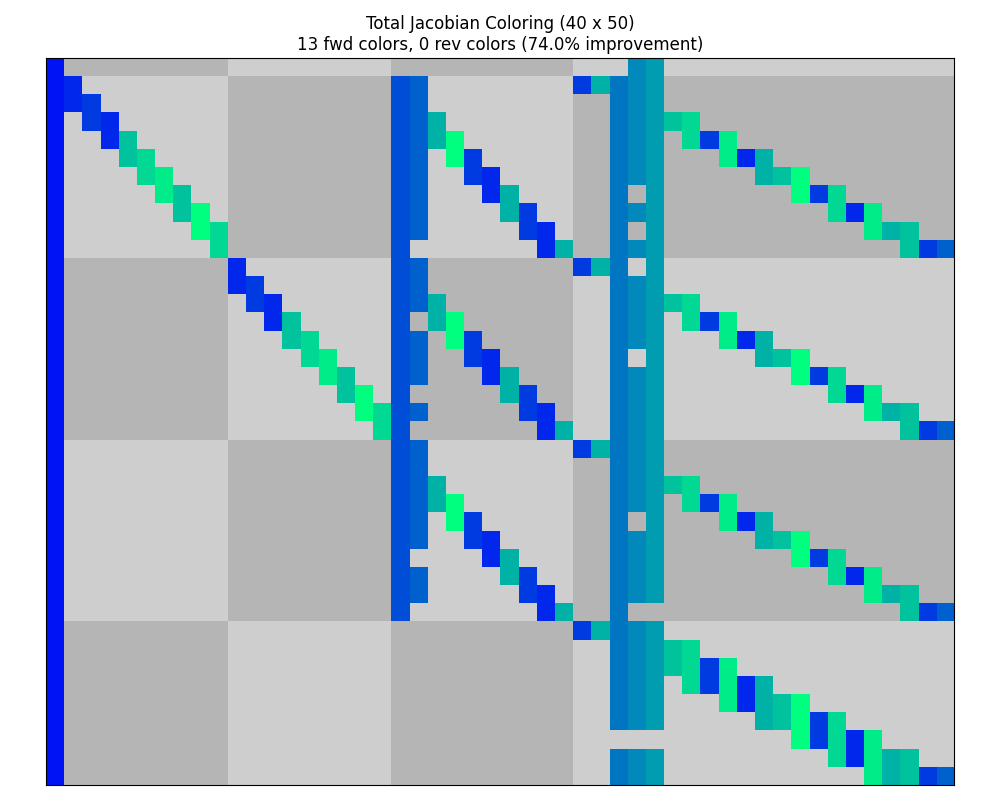 Total Jacobian Coloring (40 x 50)
13 fwd colors, 0 rev colors (74.0% improvement)